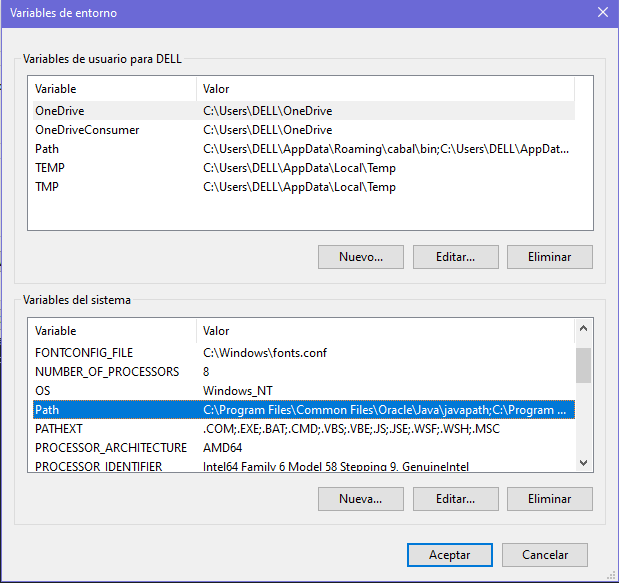 Variables de entorno
Variables de usuario para DELL
Variable Valor
OneDrive C:\Users\DELL\OneDrive
OneDriveConsumer C:\Users\DELL\OneDrive
Path C:\Users\DELL\AppData\Roaming\cabal\bin;C:\Users\DELL\AppDat...
TEMP C:\Users\DELL\AppData\Local\Temp
TMP C:\Users\DELL\AppData\Local\Temp
Nuevo... Editar... Eliminar
Variables del sistema
Variable Valor
FONTCONFIG_FILE C:\Windows\fonts.conf
NUMBER_OF_PROCESSORS 8
OS Windows_NT
Path C:\Program Files\Common Files\Oracle\Java\javapath;C:\Program ...
PATHEXT .COM;.EXE;.BAT;.CMD;.VBS;.VBE;.JS;.JSE;.WSF;.WSH;.MSC
PROCESSOR_ARCHITECTURE AMD64
PROCESSOR_IDENTIFIER Intel64 Family 6 Model 58 Stepping 9, GenuineIntel
Nueva... Editar... Eliminar
Aceptar Cancelar